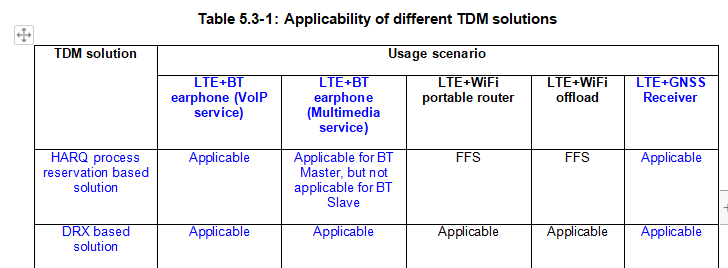 Table 5.3-1: Applicability of different TDM solutions
TDM solution
Usage scenario
LTE+BT
earphone (VoIP
service)
LTE+BT
earphone
(Multimedia
service)
LTE+WiFi
portable router
LTE+WiFi
offload
LTE+GNSS
Receiver
HARQ process
reservation based
solution
Applicable
Applicable for BT
Master, but not
applicable for BT
Slave
FFS
FFS
Applicable
DRX based
solution
Applicable
Applicable
Applicable
Applicable
Applicable